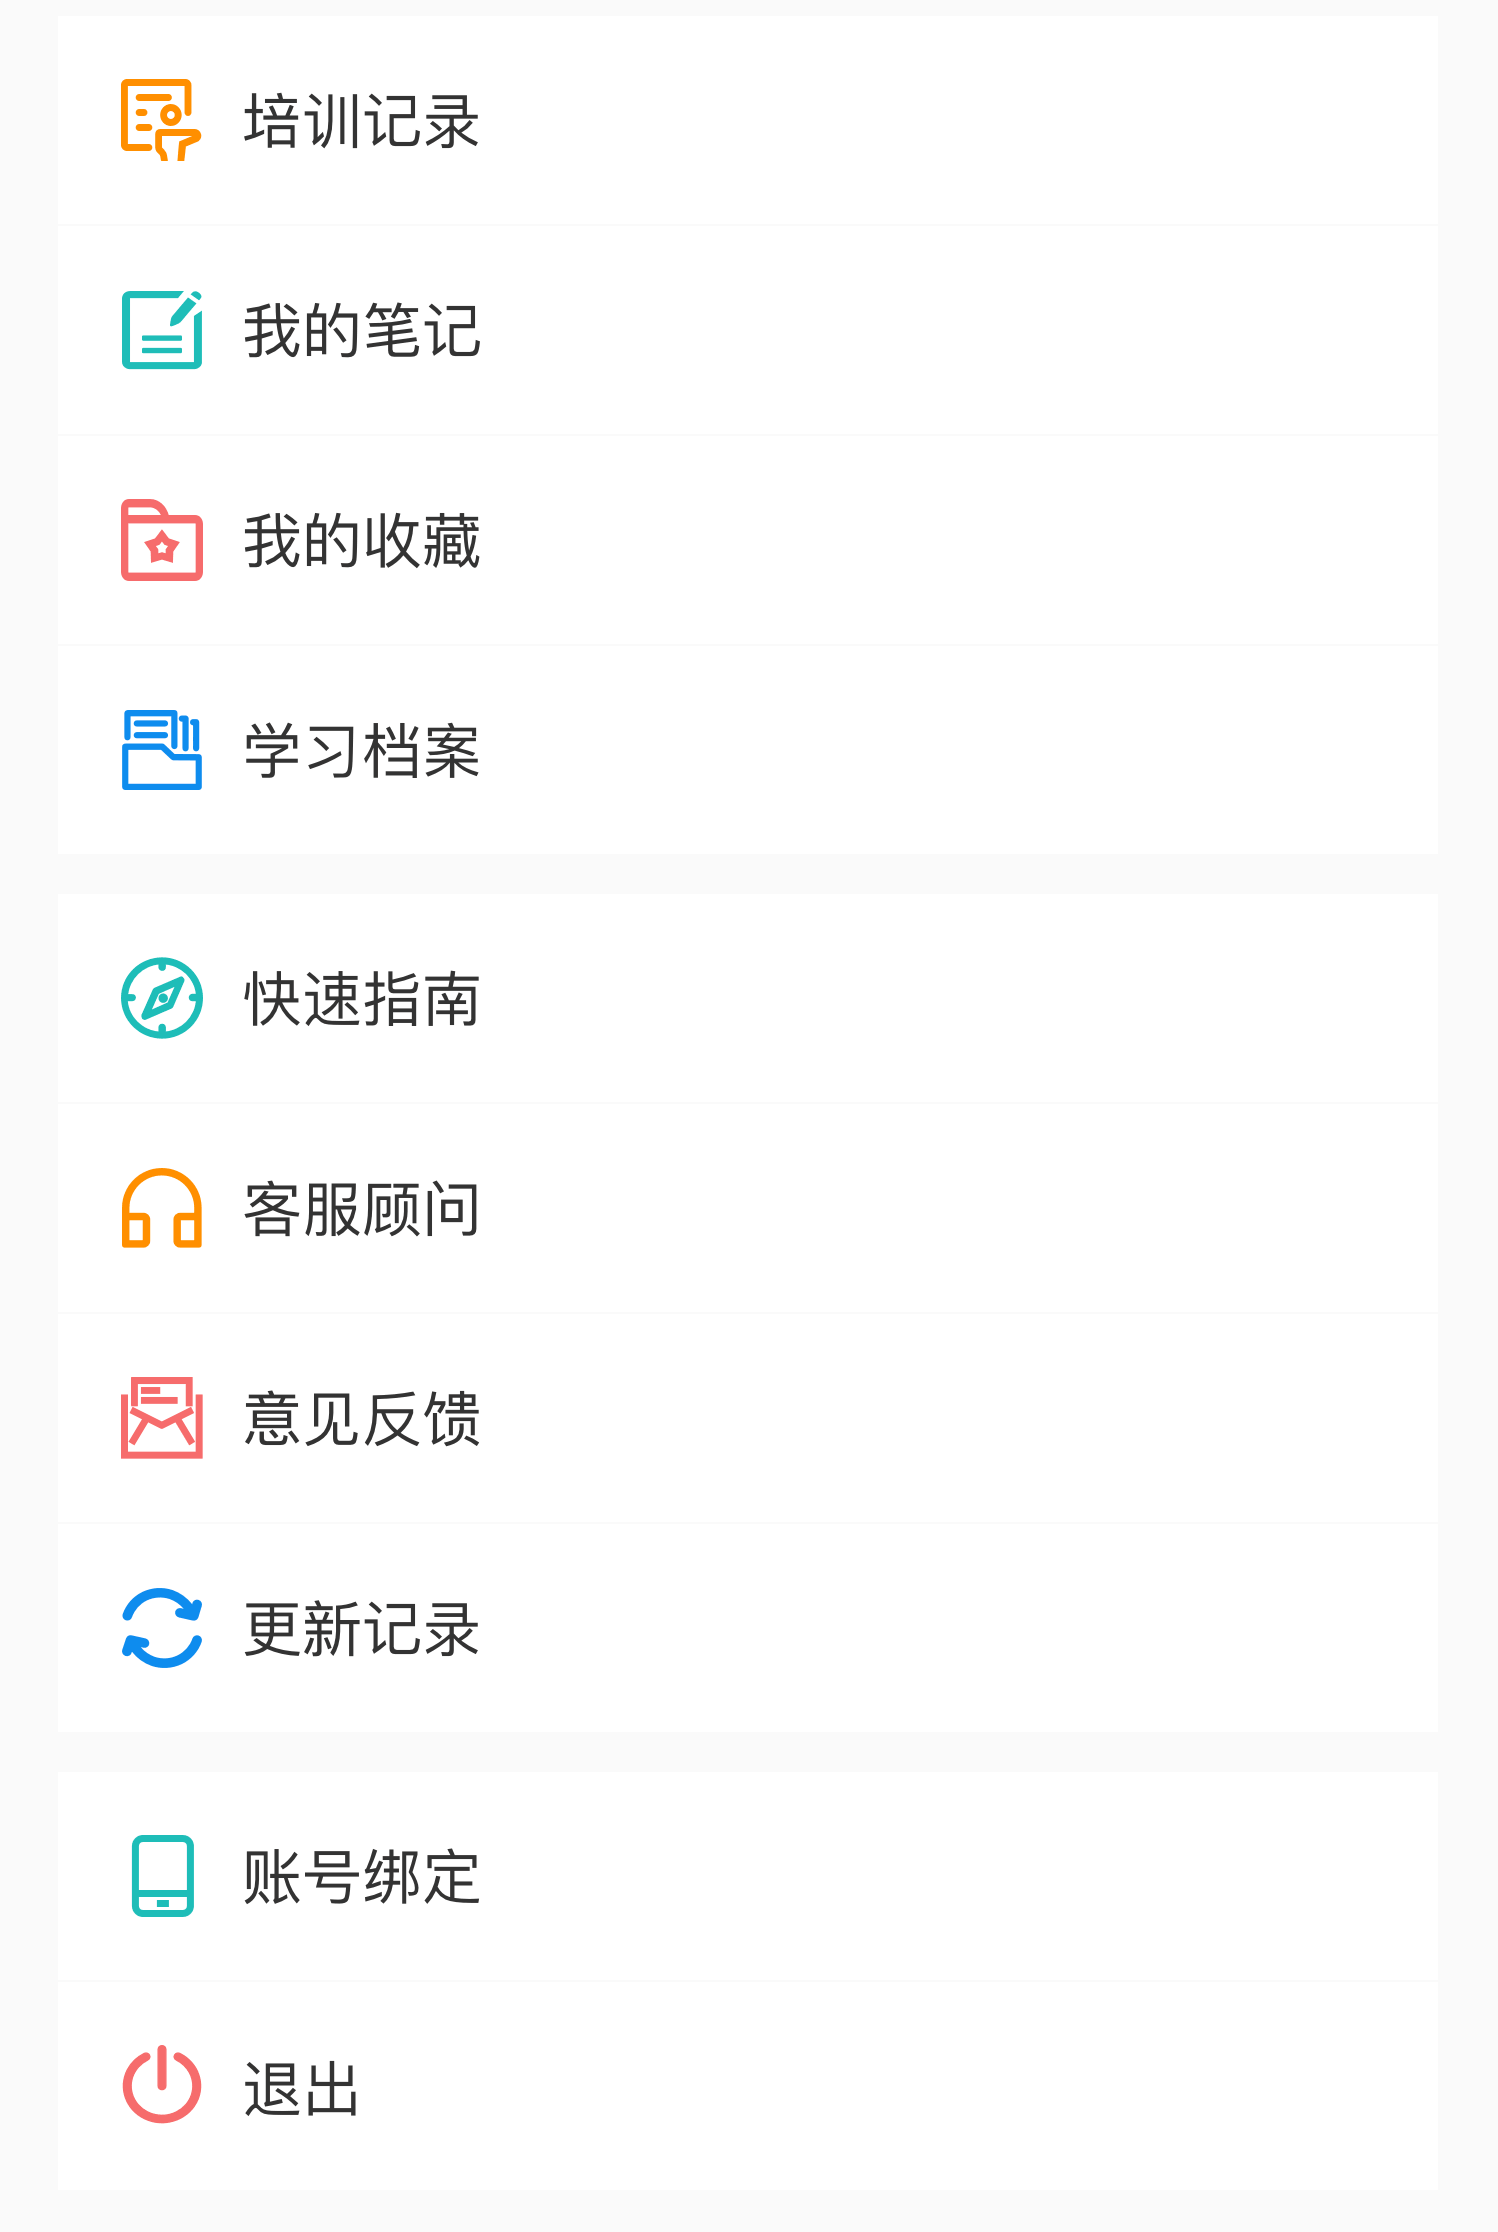 培训记录
我的笔记
我的收藏
学习档案
快速指南
客服顾问
意见反馈
更新记录
账号绑定
退出